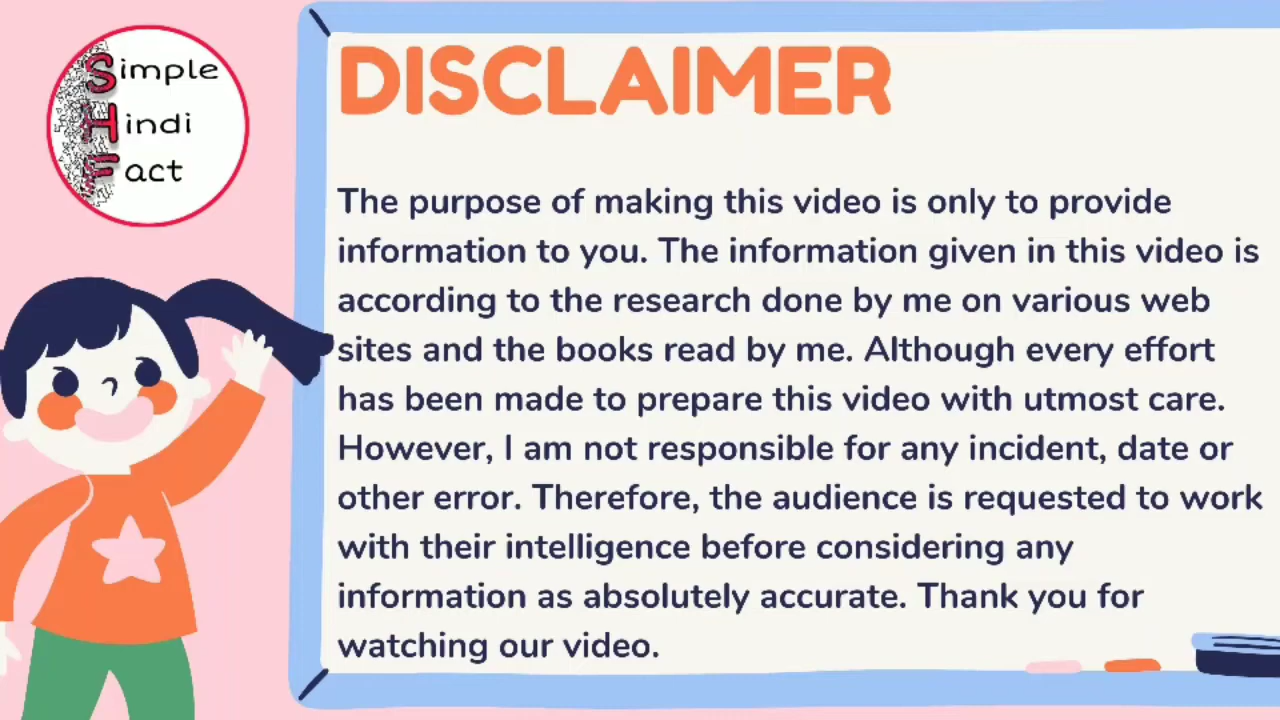 Simple
Hindi
Fact
DISCLAIMER
The purpose of making this video is only to provide
information to you. The information given in this video is
according to the research done by me on various web
sites and the books read by me. Although every effort
has been made to prepare this video with utmost care.
However, I am not responsible for any incident, date or
other error. Therefore, the audience is requested to work
with their intelligence before considering any
information as absolutely accurate. Thank you for
watching our video.